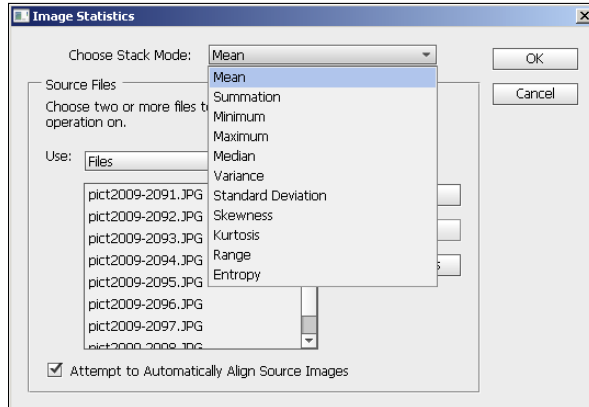 Image Statistics
Choose Stack Mode: Mean
OK
Mean
Cancel
Source Files
Summation
Choose two or more files t
Minimum
operation on.
Maximum
Median
Use: Files
Variance
pict2009-2091.JPG
Standard Deviation
pict2009-2092.JPG
Skewness
pict2009-2093.JPG
Kurtosis
pict2009-2094.JPG
Range
pict2009-2095.JPG
Entropy
pict2009-2096.JPG
pict2009-2097.JPG
pict2009-2098.JPG
Attempt to Automatically Align Source Images